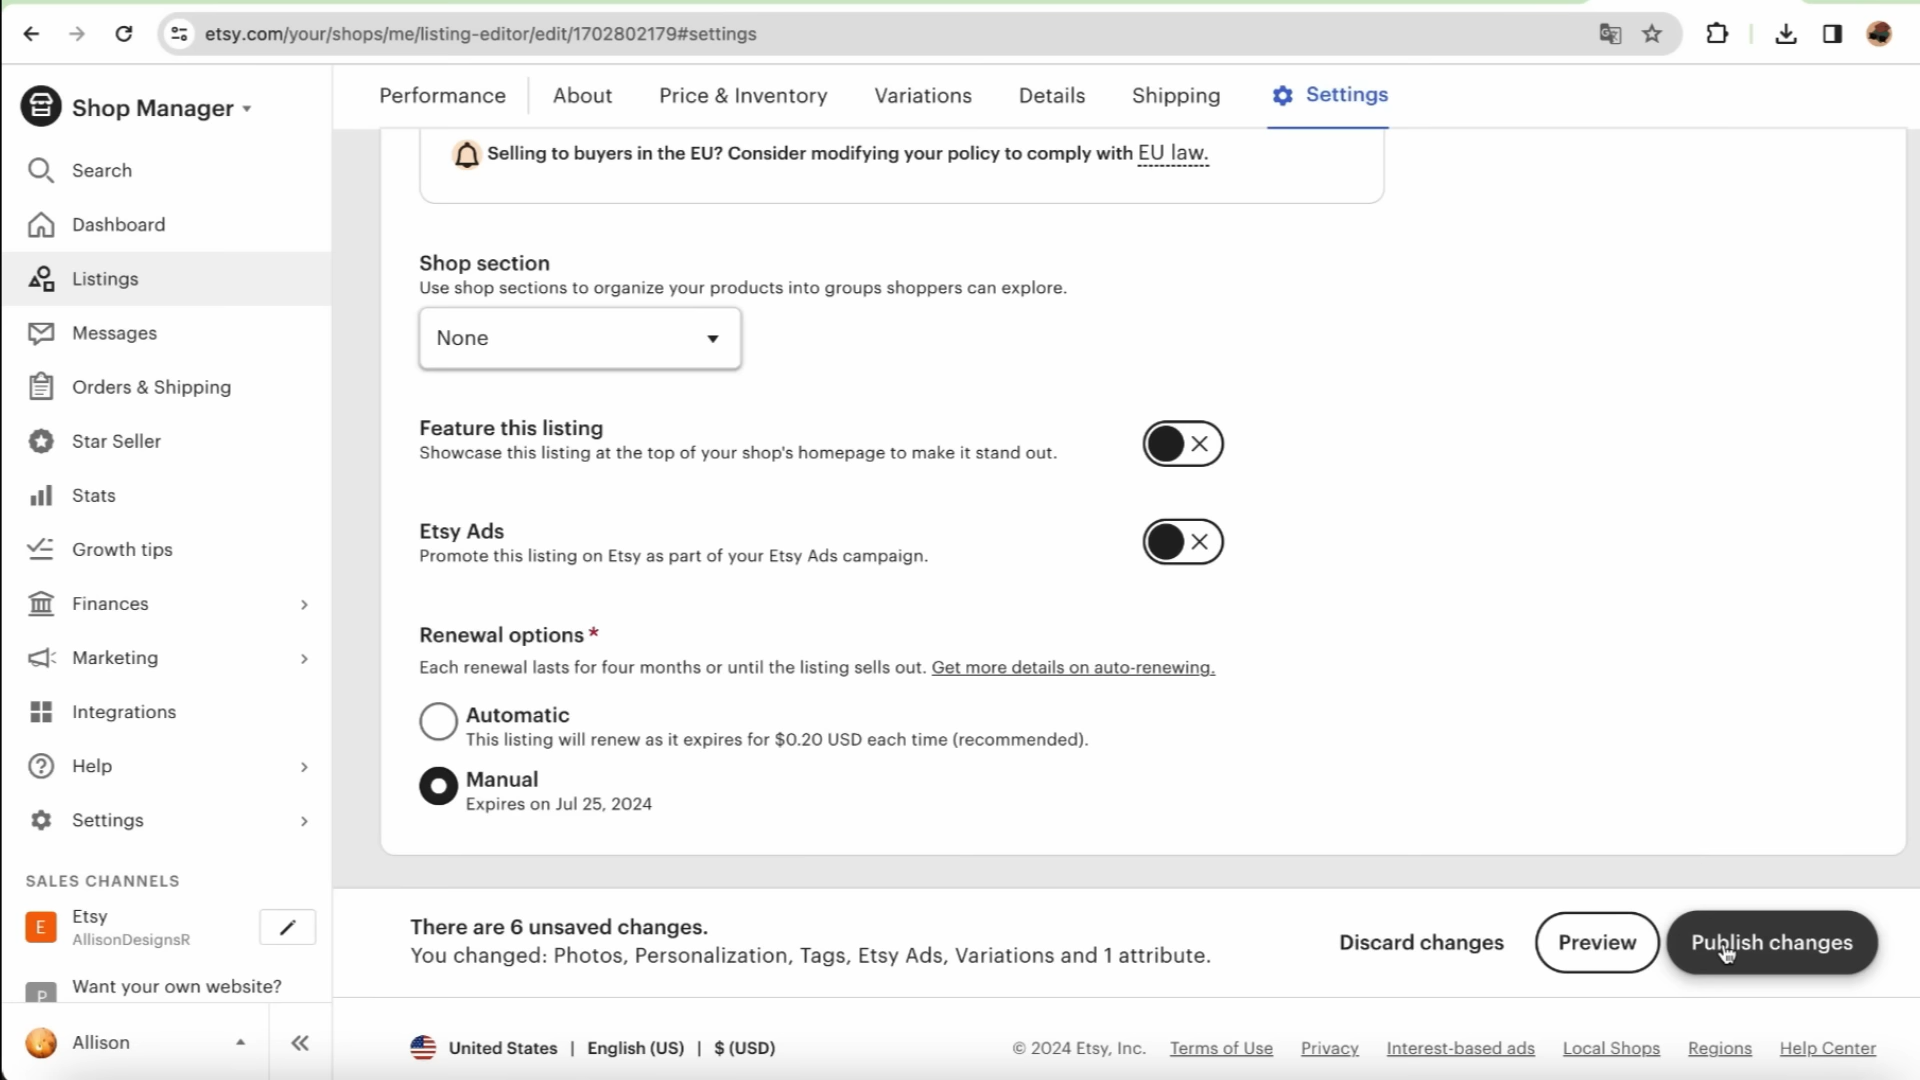 etsy.com/your/shops/me/listing-editor/edit/1702802179#settings
Shop Manager
Search
Dashboard
Listings
Messages
Orders & Shipping
Star Seller
Stats
Growth tips
Finances
Marketing
Integrations
Help
Settings
SALES CHANNELS
E
Etsy
AllisonDesignsR
P
Want your own website?
Allison
Performance
About
Price & Inventory
Variations
Details
Shipping
Settings
Selling to buyers in the EU? Consider modifying your policy to comply with EU law.
Shop section
Use shop sections to organize your products into groups shoppers can explore.
None
Feature this listing
Showcase this listing at the top of your shop's homepage to make it stand out.
Etsy Ads
Promote this listing on Etsy as part of your Etsy Ads campaign.
Renewal options *
Each renewal lasts for four months or until the listing sells out. Get more details on auto-renewing.
Automatic
This listing will renew as it expires for $0.20 USD each time (recommended).
Manual
Expires on Jul 25, 2024
There are 6 unsaved changes.
You changed: Photos, Personalization, Tags, Etsy Ads, Variations and 1 attribute.
Discard changes
Preview
Publish changes
United States | English (US) | $ (USD)
© 2024 Etsy, Inc. Terms of Use Privacy Interest-based ads Local Shops Regions Help Center